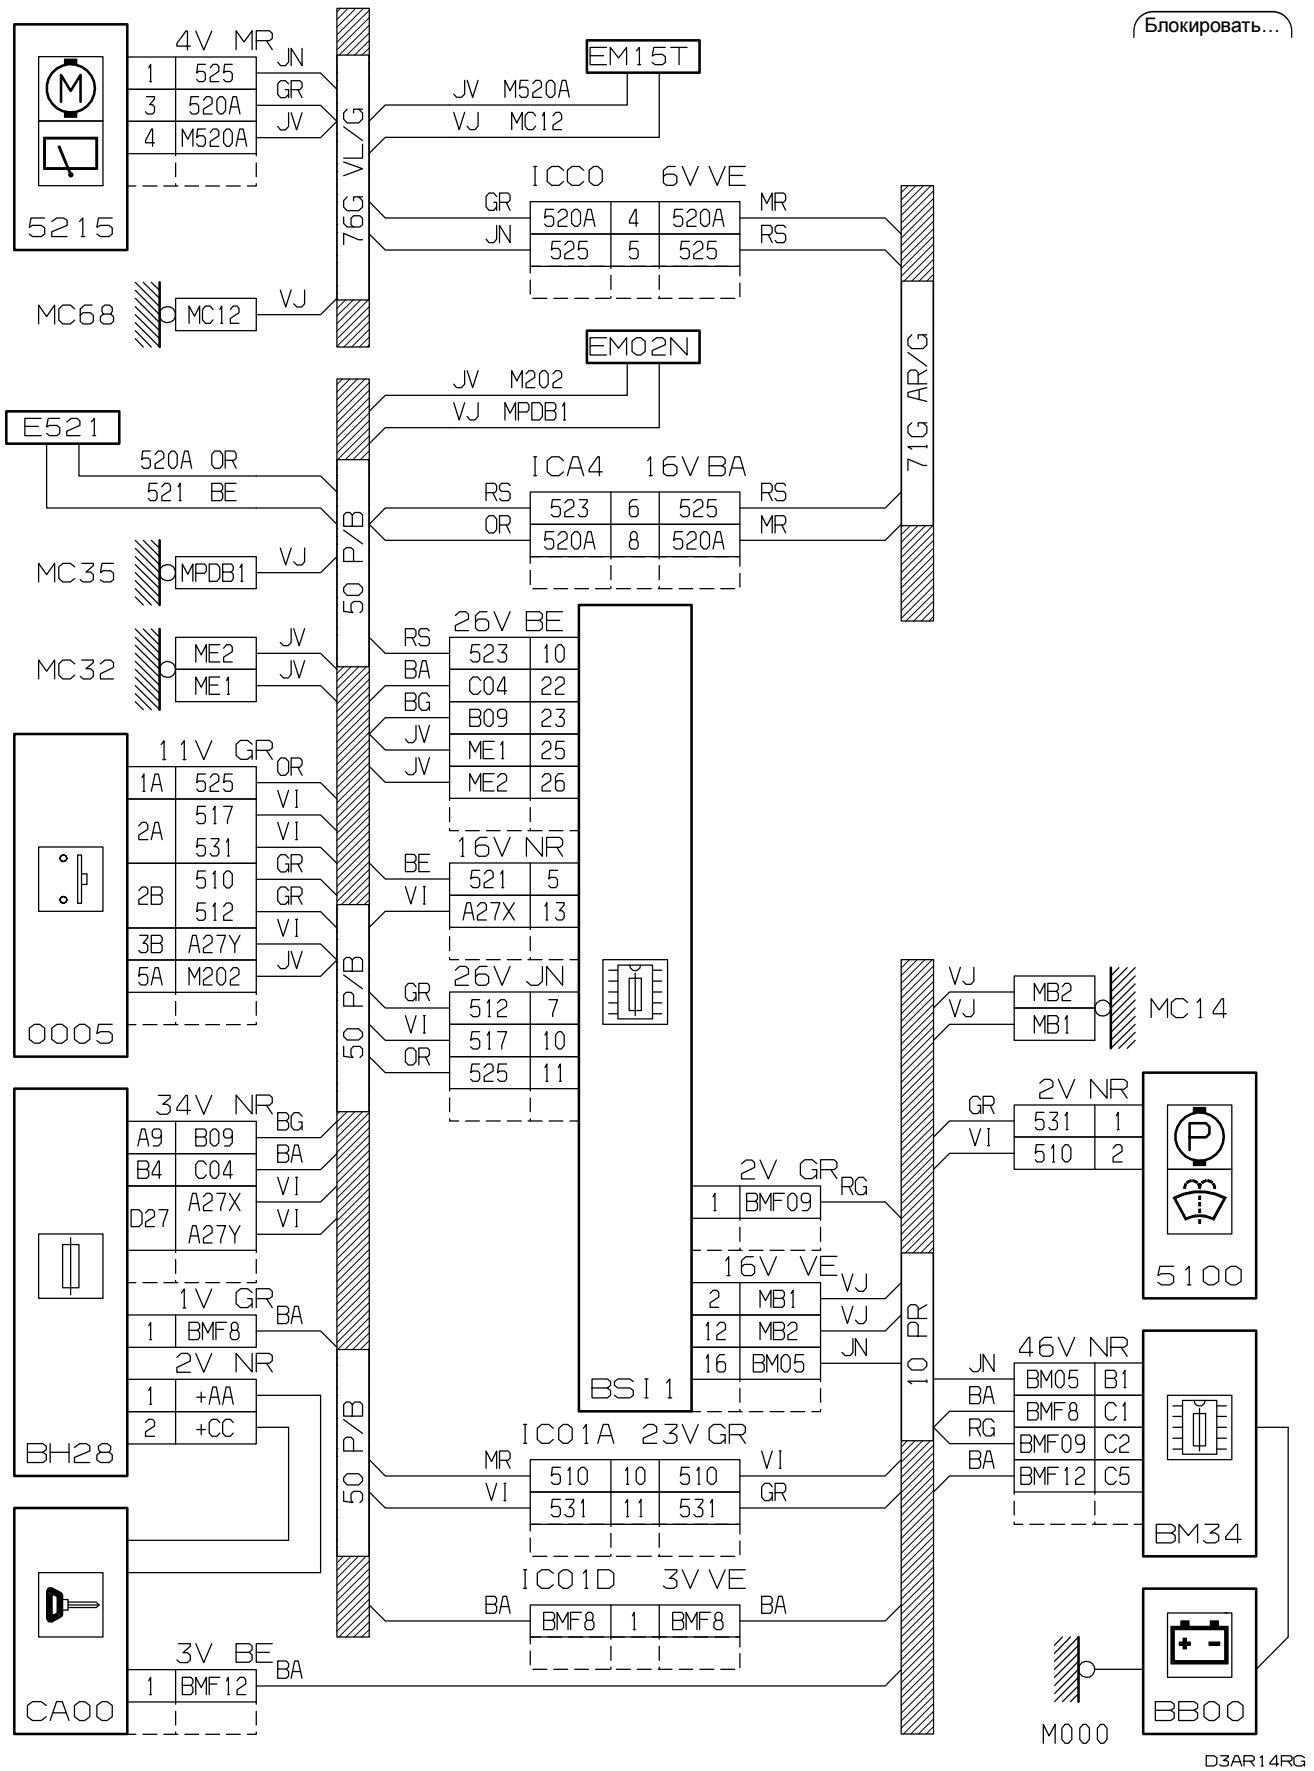 Блокировать...
4V MR
1 525 JN
3 520A GR
4 M520A JV
5215
76G VL/G
EM15T
JV M520A
VJ MC12
ICC0 6V VE
GR 520A 4 520A MR
JN 525 5 525 RS
MC68 MC12 VJ
71G AR/G
EM02N
JV M202
VJ MPDB1
E521
520A OR
521 BE
50 P/B
ICA4 16V BA
RS 523 6 525 RS
OR 520A 8 520A MR
MC35 MPDB1 VJ
MC32 ME2 JV
ME1 JV
26V BE
RS 523 10
BA C04 22
BG B09 23
JV ME1 25
JV ME2 26
11V GR
1A 525 OR
2A 517 VI
531 VI
2B 510 GR
512 GR
3B A27Y VI
5A M202 JV
0005
16V NR
BE 521 5
VI A27X 13
50 P/B
26V JN
GR 512 7
VI 517 10
OR 525 11
VJ MB2
VJ MB1
MC14
34V NR
A9 B09 BG
B4 C04 BA
D27 A27X VI
A27Y VI
1V GR
1 BMF8 BA
2V NR
1 +AA
2 +CC
BH28
2V NR
GR 531 1
VI 510 2
5100
2V GR
1 BMF09 RG
16V VE
2 MB1 VJ
12 MB2 VJ
16 BM05 JN
BSI1
10 PR
46V NR
JN BM05 B1
BA BMF8 C1
RG BMF09 C2
BA BMF12 C5
BM34
50 P/B
IC01A 23V GR
MR 510 10 510 VI
VI 531 11 531 GR
IC01D 3V VE
BA BMF8 1 BMF8 BA
3V BE
1 BMF12 BA
CA00
BB00
M000
D3AR14RG